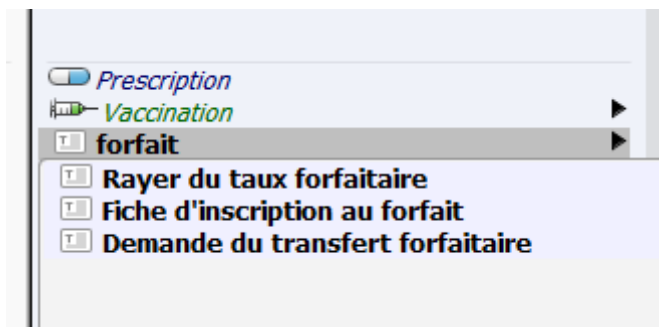 Prescription
Vaccination
forfait
Rayer du taux forfaitaire
Fiche d'inscription au forfait
Demande du transfert forfaitaire